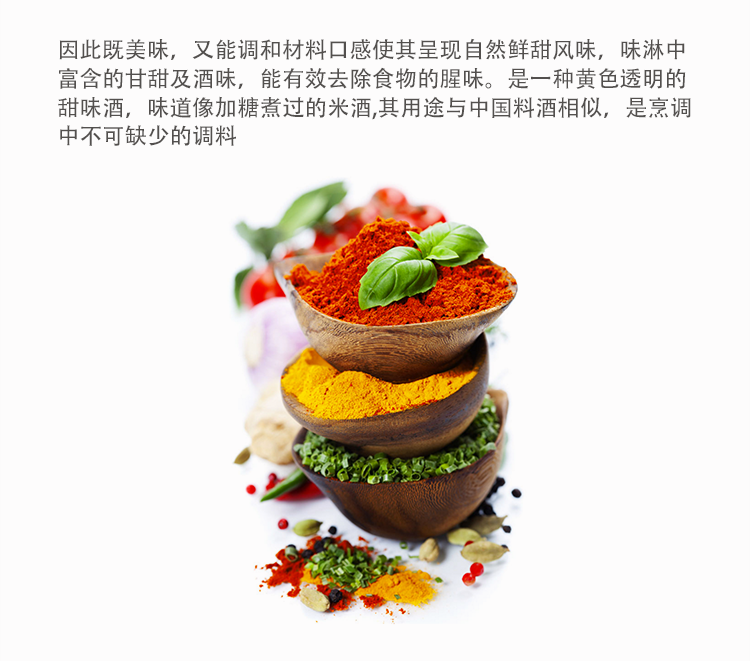 因此既美味，又能调和材料口感使其呈现自然鲜甜风味，味淋中
富含的甘甜及酒味，能有效去除食物的腥味。是一种黄色透明的
甜味酒，味道像加糖煮过的米酒,其用途与中国料酒相似，是烹调
中不可缺少的调料